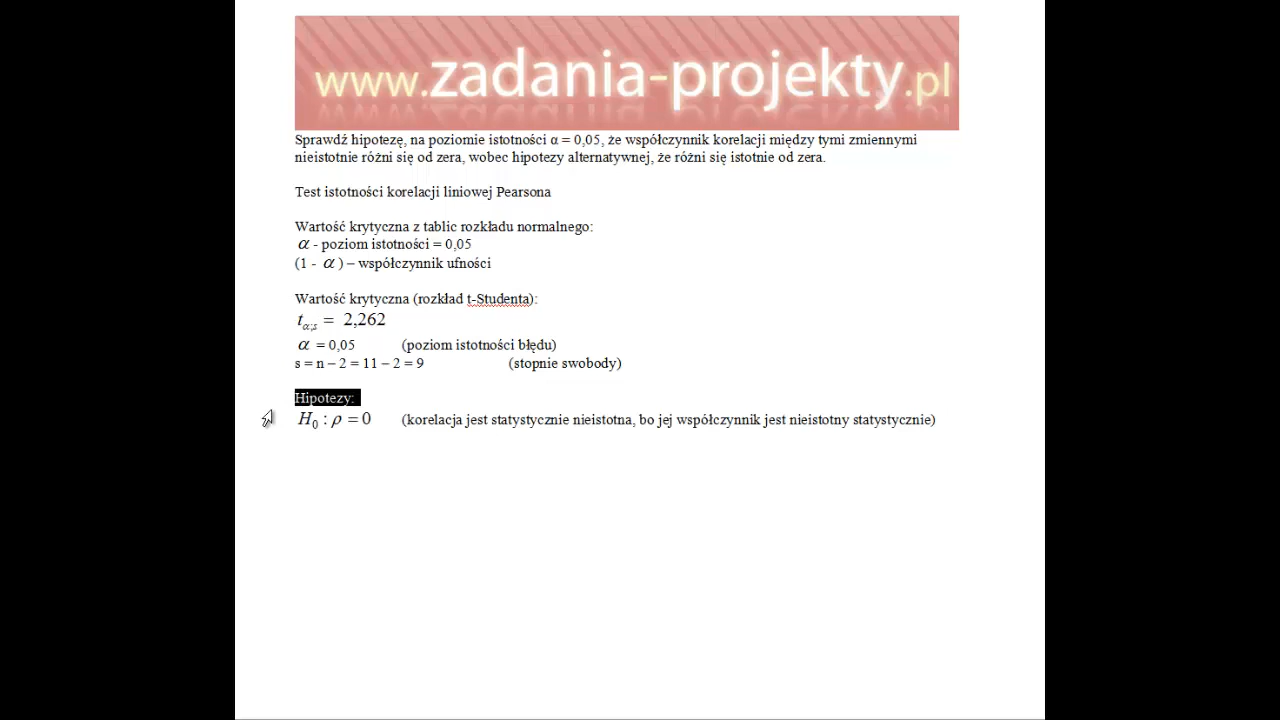 www.zadania-projekty.pl
Sprawdź hipotezę, na poziomie istotności α = 0,05, że współczynnik korelacji między tymi zmiennymi
nieistotnie różni się od zera, wobec hipotezy alternatywnej, że różni się istotnie od zera.
Test istotności korelacji liniowej Pearsona
Wartość krytyczna z tablic rozkładu normalnego:
α - poziom istotności = 0,05
(1 - α ) – współczynnik ufności
Wartość krytyczna (rozkład t-Studenta):
t α;s = 2,262
α = 0,05 (poziom istotności błędu)
s = n – 2 = 11 – 2 = 9 (stopnie swobody)
Hipotezy:
H₀ : ρ = 0 (korelacja jest statystycznie nieistotna, bo jej współczynnik jest nieistotny statystycznie)